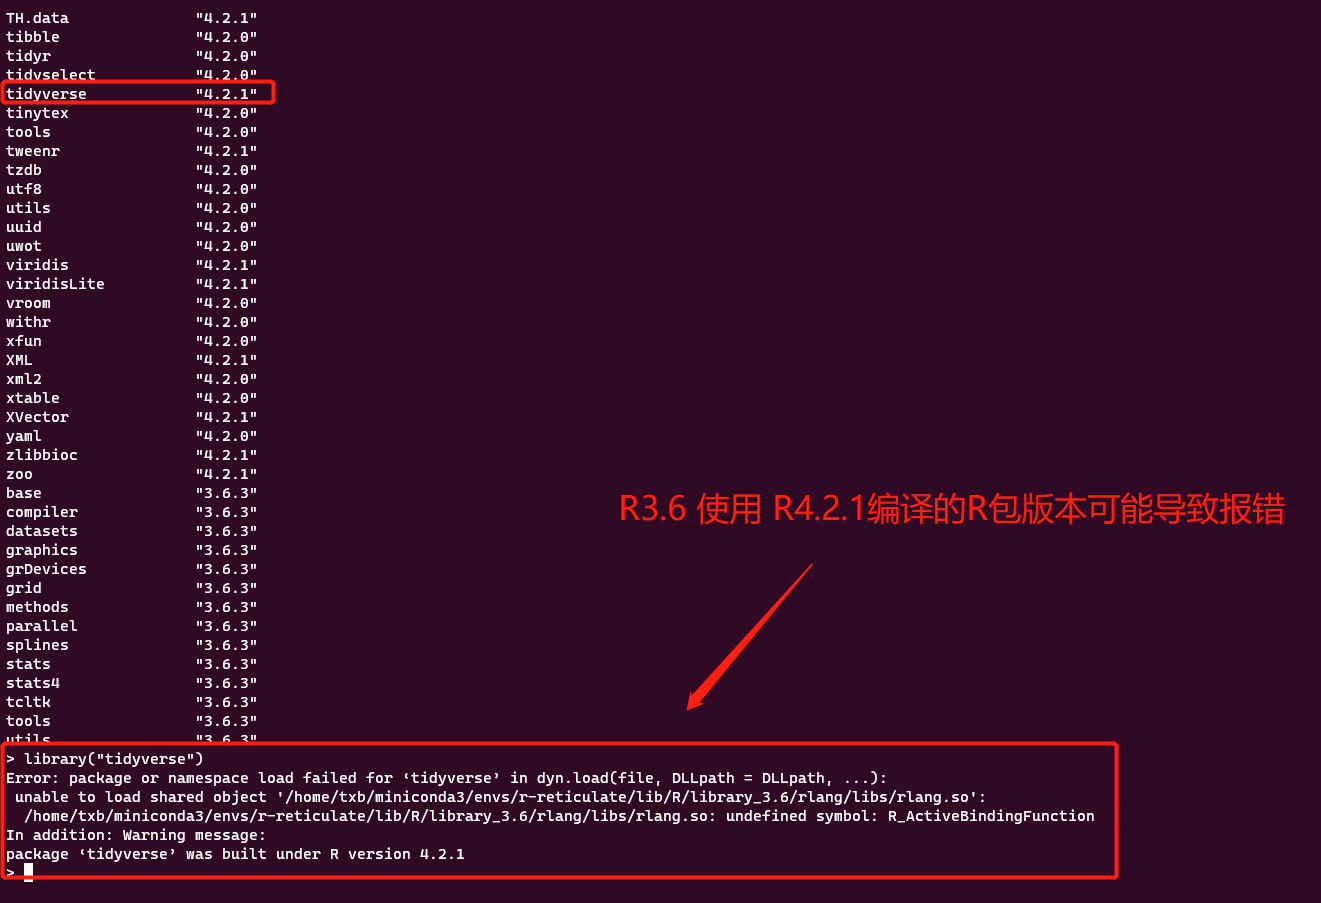 TH.data "4.2.1"
tibble "4.2.0"
tidyr "4.2.0"
tidyselect "4.2.0"
tidyverse "4.2.1"
tinytex "4.2.0"
tools "4.2.0"
tweenr "4.2.1"
tzdb "4.2.0"
utf8 "4.2.0"
utils "4.2.0"
uuid "4.2.0"
uwot "4.2.0"
viridis "4.2.1"
viridisLite "4.2.1"
vroom "4.2.0"
withr "4.2.0"
xfun "4.2.0"
XML "4.2.1"
xml2 "4.2.0"
xtable "4.2.0"
XVector "4.2.1"
yaml "4.2.0"
zlibbioc "4.2.1"
zoo "4.2.1"
base "3.6.3"
R3.6 使用 R4.2.1编译的R包版本可能导致报错
compiler "3.6.3"
datasets "3.6.3"
graphics "3.6.3"
grDevices "3.6.3"
grid "3.6.3"
methods "3.6.3"
parallel "3.6.3"
splines "3.6.3"
stats "3.6.3"
stats4 "3.6.3"
tcltk "3.6.3"
tools "3.6.3"
utils "3.6.3"
> library("tidyverse")
Error: package or namespace load failed for ‘tidyverse’ in dyn.load(file, DLLpath = DLLpath, ...):
unable to load shared object '/home/txb/miniconda3/envs/r-reticulate/lib/R/library_3.6/rlang/libs/rlang.so':
/home/txb/miniconda3/envs/r-reticulate/lib/R/library_3.6/rlang/libs/rlang.so: undefined symbol: R_ActiveBindingFunction
In addition: Warning message:
package ‘tidyverse’ was built under R version 4.2.1
>